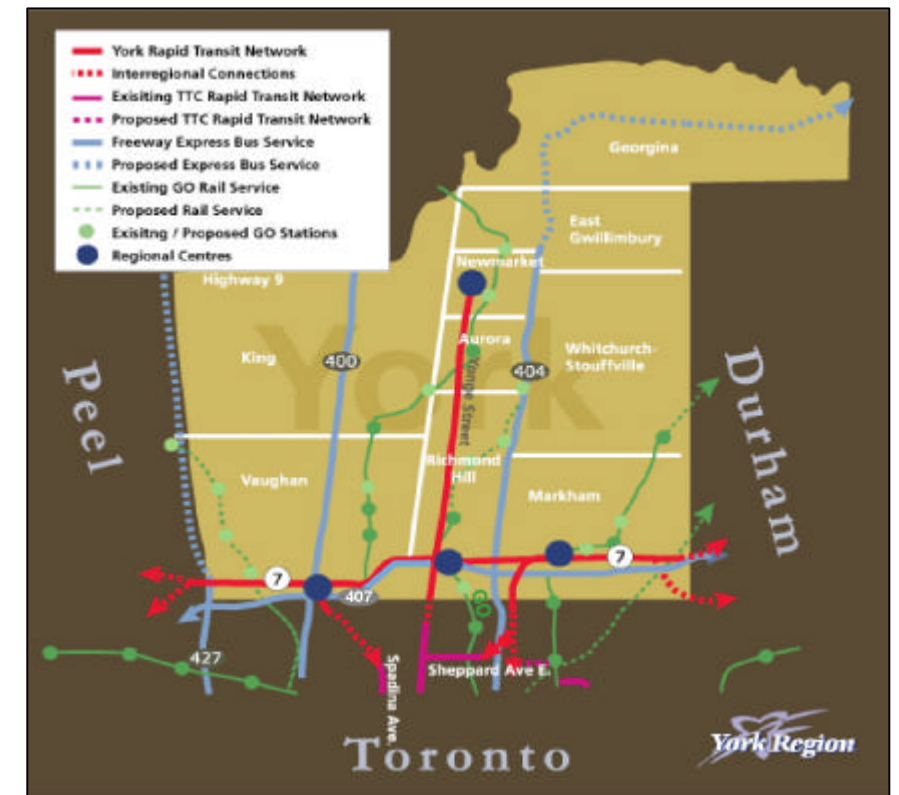 York Rapid Transit Network
Interregional Connections
Exisiting TTC Rapid Transit Network
Proposed TTC Rapid Transit Network
Freeway Express Bus Service
Proposed Express Bus Service
Existing GO Rail Service
Proposed Rail Service
Exisitng / Proposed GO Stations
Regional Centres
Georgina
East
Gwillimbury
Newmarket
Highway 9
Aurora
King
400
404
Whitchurch-
Stouffville
York
Yonge Street
Peel
Durham
Richmond
Hill
Vaughan
Markham
7
7
407
GO
427
Spadina Ave.
Sheppard Ave E.
Toronto
York Region